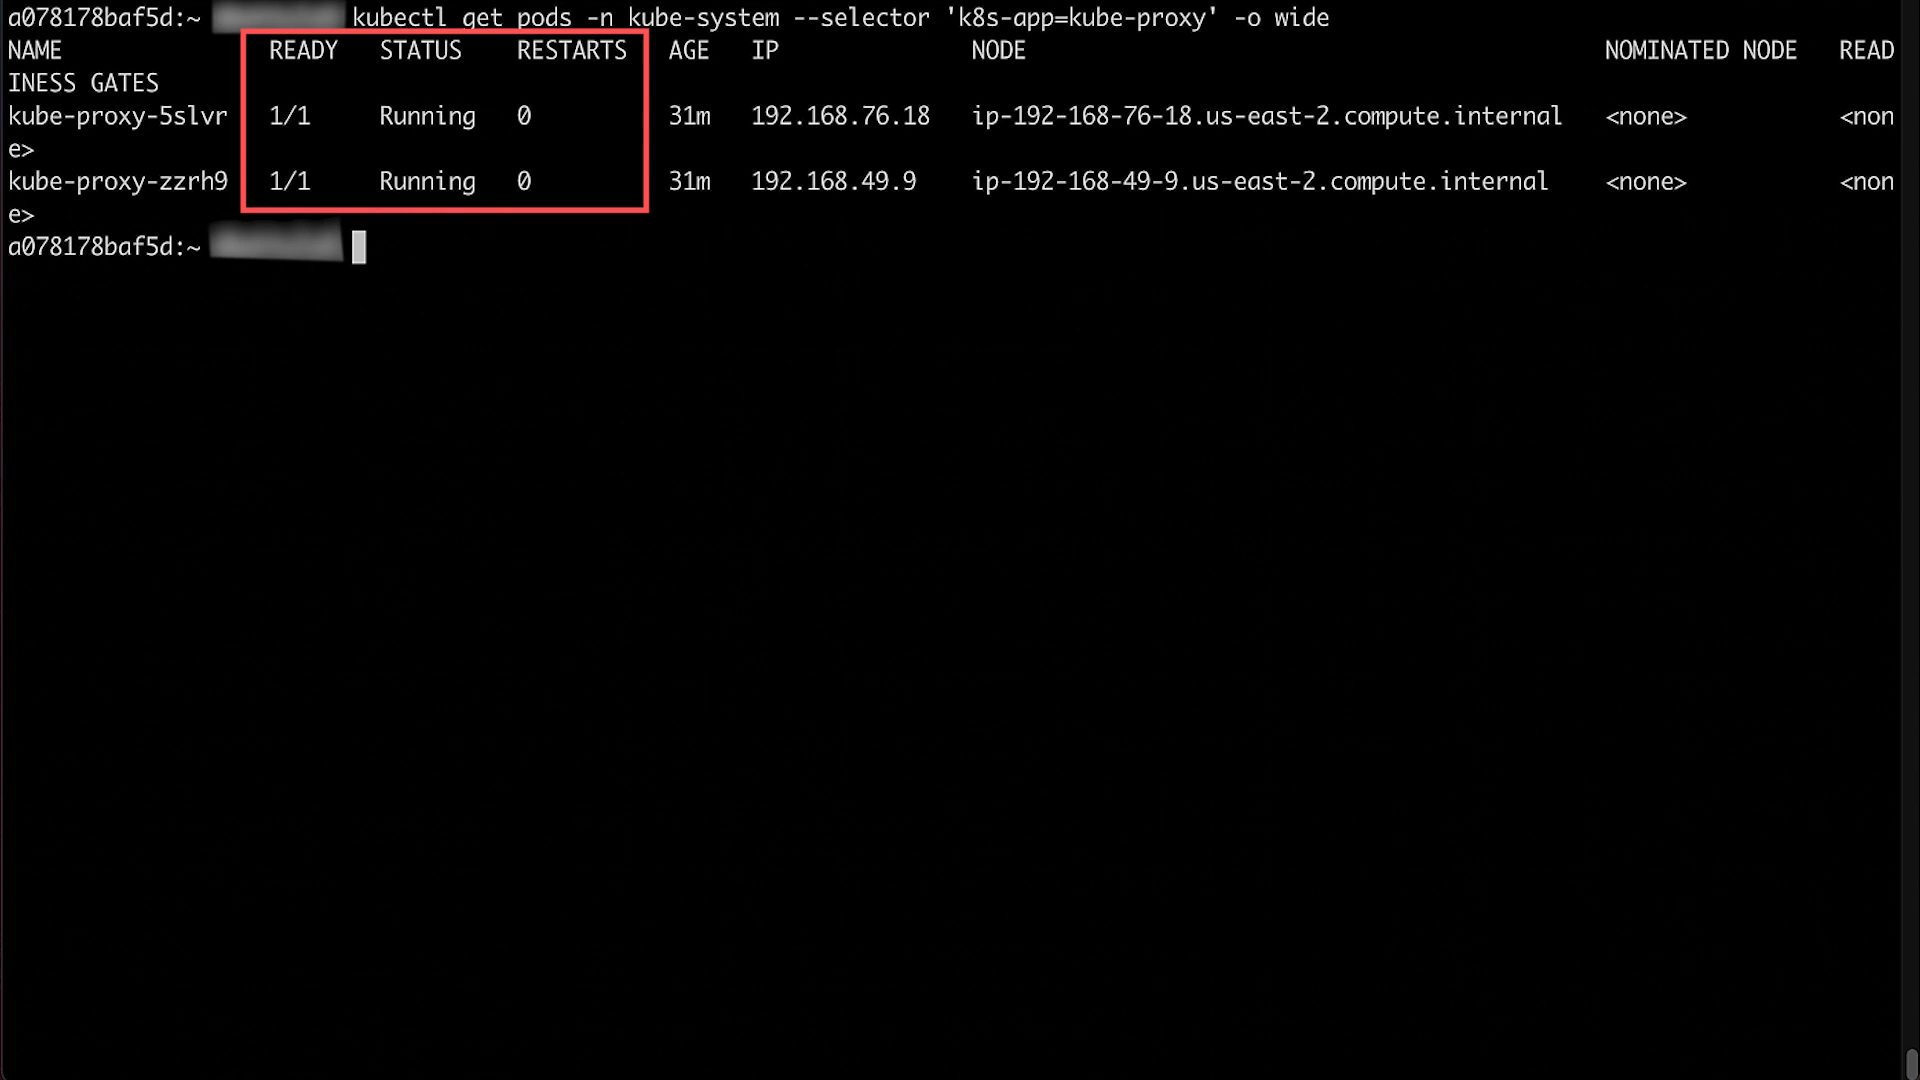 a078178baf5d:~ kubectl get pods -n kube-system --selector 'k8s-app=kube-proxy' -o wide
NAME READY STATUS RESTARTS AGE IP NODE NOMINATED NODE READ
INESS GATES
kube-proxy-5slvr 1/1 Running 0 31m 192.168.76.18 ip-192-168-76-18.us-east-2.compute.internal <none> <non
e>
kube-proxy-zzrh9 1/1 Running 0 31m 192.168.49.9 ip-192-168-49-9.us-east-2.compute.internal <none> <non
e>
a078178baf5d:~